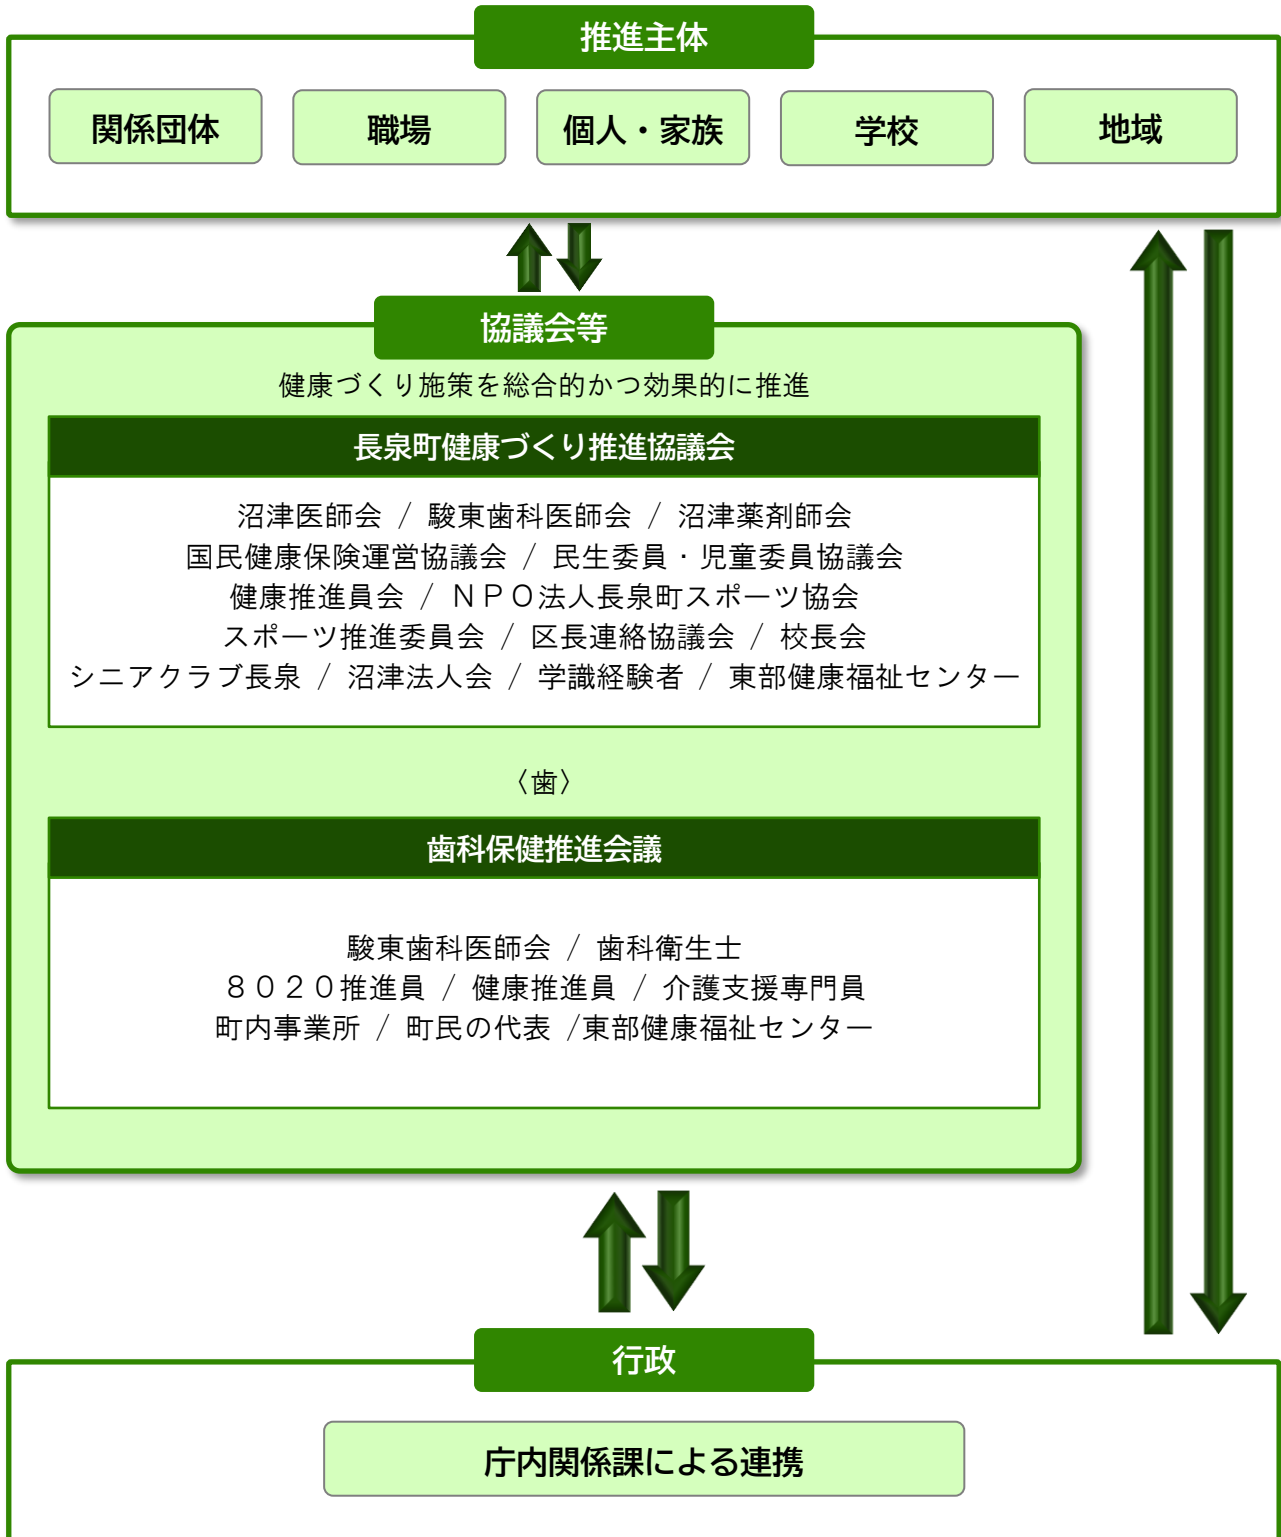 推進主体
関係団体
職場
個人・家族
学校
地域
協議会等
健康づくり施策を総合的かつ効果的に推進
長泉町健康づくり推進協議会
沼津医師会 / 駿東歯科医師会 / 沼津薬剤師会
国民健康保険運営協議会 / 民生委員・児童委員協議会
健康推進員会 / ＮＰＯ法人長泉町スポーツ協会
スポーツ推進委員会 / 区長連絡協議会 / 校長会
シニアクラブ長泉 / 沼津法人会 / 学識経験者 / 東部健康福祉センター
〈歯〉
歯科保健推進会議
駿東歯科医師会 / 歯科衛生士
８０２０推進員 / 健康推進員 / 介護支援専門員
町内事業所 / 町民の代表 /東部健康福祉センター
行政
庁内関係課による連携